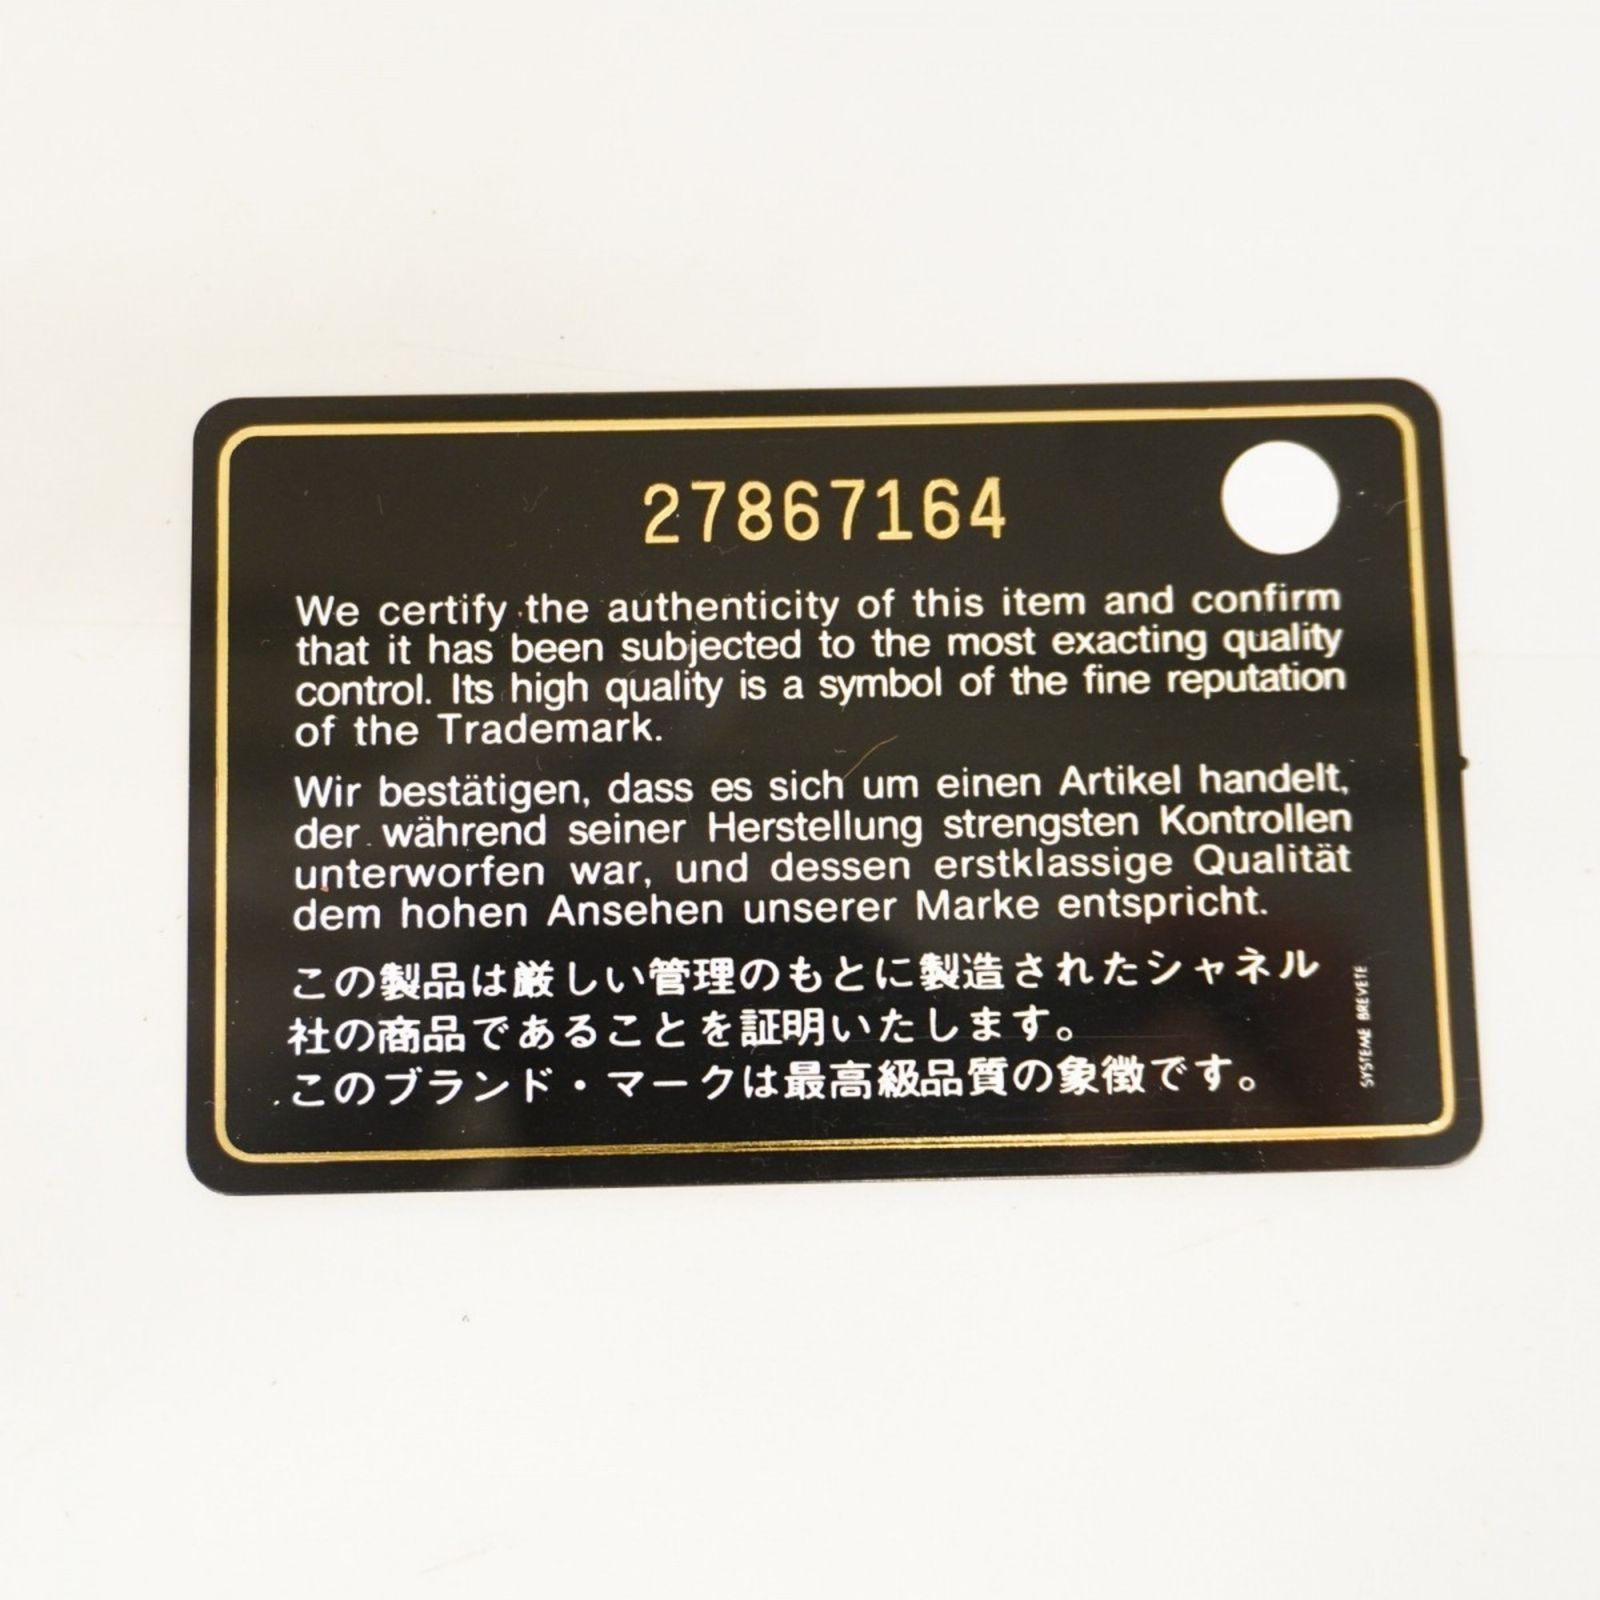 27867164
We certify the authenticity of this item and confirm
that it has been subjected to the most exacting quality
control. Its high quality is a symbol of the fine reputation
of the Trademark.
Wir bestätigen, dass es sich um einen Artikel handelt,
der während seiner Herstellung strengsten Kontrollen
unterworfen war, und dessen erstklassige Qualität
dem hohen Ansehen unserer Marke entspricht.
この製品は厳しい管理のもとに製造されたシャネル
社の商品であることを証明いたします。
このブランド・マークは最高級品質の象徴です。
SYSTEME BREVETE